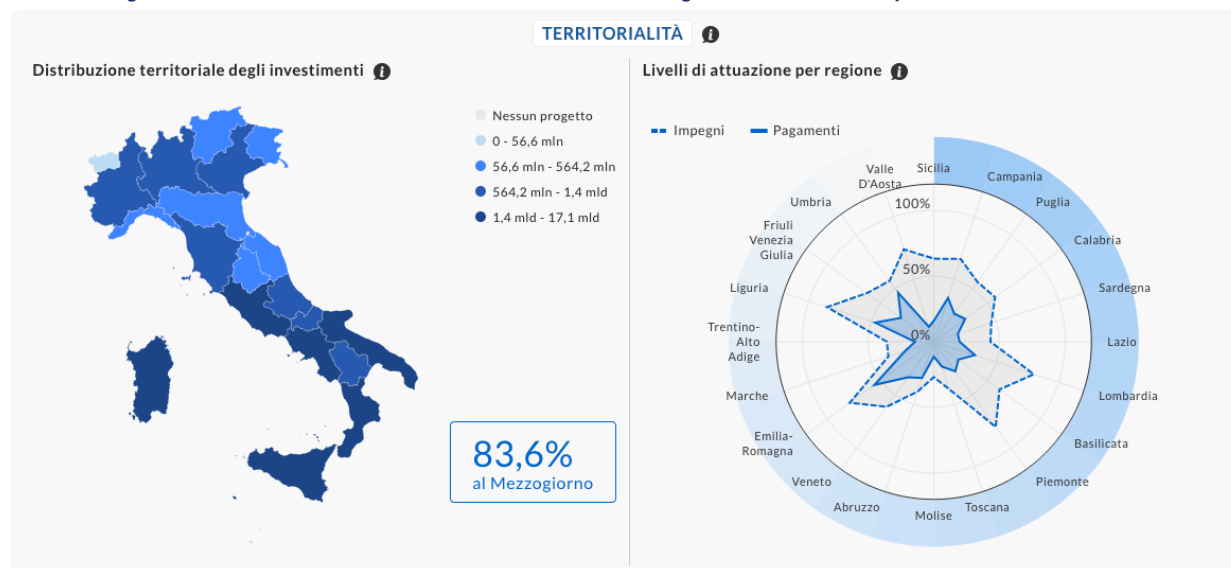 TERRITORIALITÀ
Distribuzione territoriale degli investimenti
Nessun progetto
0 - 56,6 mln
56,6 mln - 564,2 mln
564,2 mln - 1,4 mld
1,4 mld - 17,1 mld
83,6%
al Mezzogiorno
Livelli di attuazione per regione
Impegni
Pagamenti
100%
50%
0%
Sicilia
Campania
Puglia
Calabria
Sardegna
Lazio
Lombardia
Basilicata
Piemonte
Toscana
Molise
Abruzzo
Veneto
Emilia-
Romagna
Marche
Trentino-
Alto
Adige
Liguria
Friuli
Venezia
Giulia
Umbria
Valle
D'Aosta